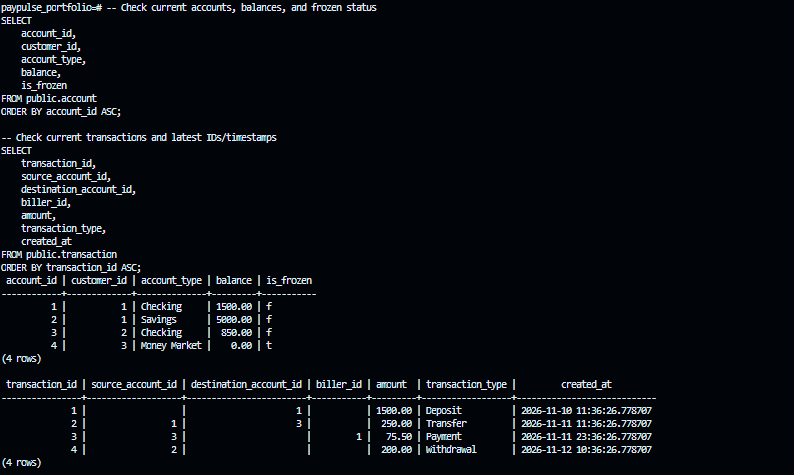 paypulse_portfolio=# -- Check current accounts, balances, and frozen status
SELECT
    account_id,
    customer_id,
    account_type,
    balance,
    is_frozen
FROM public.account
ORDER BY account_id ASC;

-- Check current transactions and latest IDs/timestamps
SELECT
    transaction_id,
    source_account_id,
    destination_account_id,
    biller_id,
    amount,
    transaction_type,
    created_at
FROM public.transaction
ORDER BY transaction_id ASC;
 account_id | customer_id | account_type | balance | is_frozen
------------+-------------+--------------+---------+-----------
          1 |           1 | Checking     | 1500.00 | f
          2 |           1 | Savings      | 5000.00 | f
          3 |           2 | Checking     |  850.00 | f
          4 |           3 | Money Market |    0.00 | t
(4 rows)

 transaction_id | source_account_id | destination_account_id | biller_id | amount  | transaction_type |         created_at
----------------+-------------------+------------------------+-----------+---------+------------------+----------------------------
              1 |                   |                      1 |           | 1500.00 | Deposit          | 2026-11-10 11:36:26.778707
              2 |                 1 |                      3 |           |  250.00 | Transfer         | 2026-11-11 11:36:26.778707
              3 |                 3 |                        |         1 |   75.50 | Payment          | 2026-11-11 23:36:26.778707
              4 |                 2 |                        |           |  200.00 | Withdrawal       | 2026-11-12 10:36:26.778707
(4 rows)